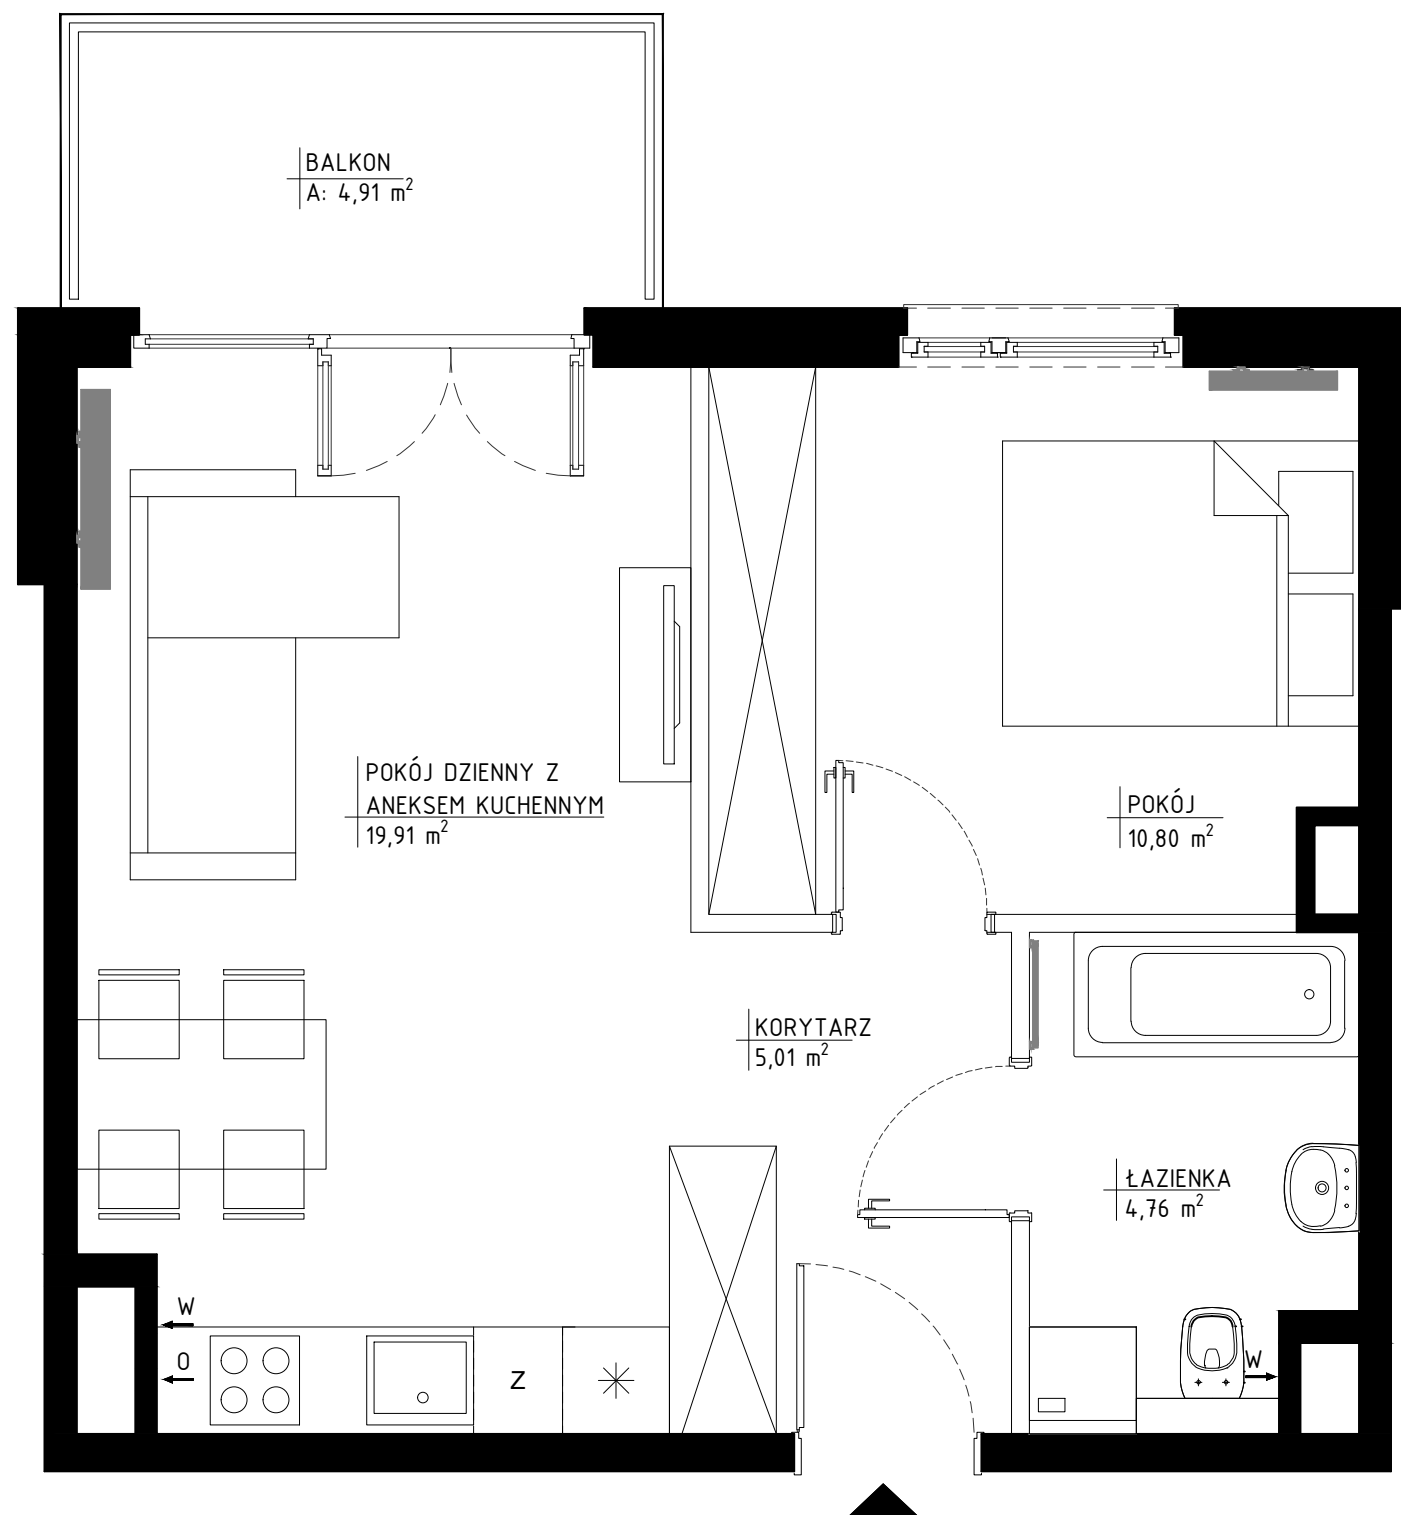 BALKON
A: 4,91 m²
POKÓJ DZIENNY Z
ANEKSEM KUCHENNYM
19,91 m²
POKÓJ
10,80 m²
KORYTARZ
5,01 m²
ŁAZIENKA
4,76 m²
W
O
Z
W